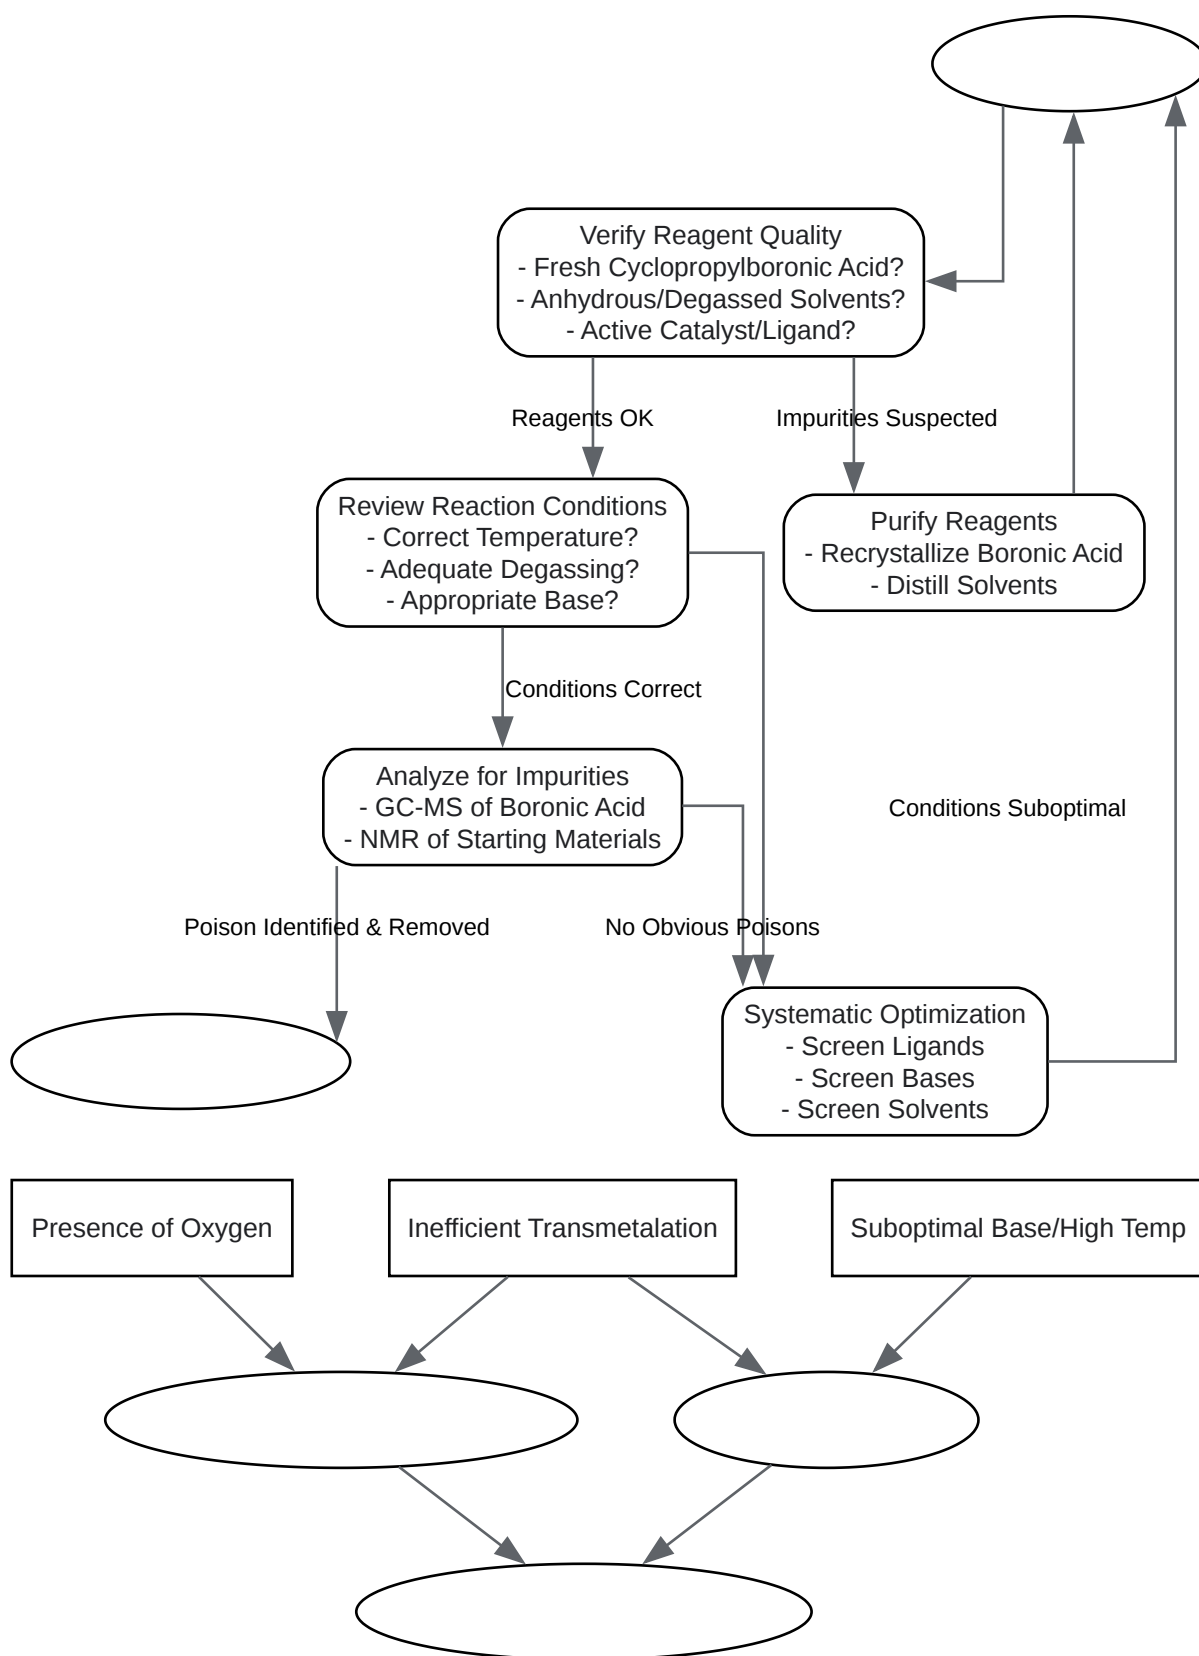 Verify Reagent Quality
- Fresh Cyclopropylboronic Acid?
- Anhydrous/Degassed Solvents?
- Active Catalyst/Ligand?
Reagents OK
Impurities Suspected
Review Reaction Conditions
- Correct Temperature?
- Adequate Degassing?
- Appropriate Base?
Purify Reagents
- Recrystallize Boronic Acid
- Distill Solvents
Conditions Correct
Analyze for Impurities
- GC-MS of Boronic Acid
- NMR of Starting Materials
Conditions Suboptimal
Poison Identified & Removed
No Obvious Poisons
Systematic Optimization
- Screen Ligands
- Screen Bases
- Screen Solvents
Presence of Oxygen
Inefficient Transmetalation
Suboptimal Base/High Temp